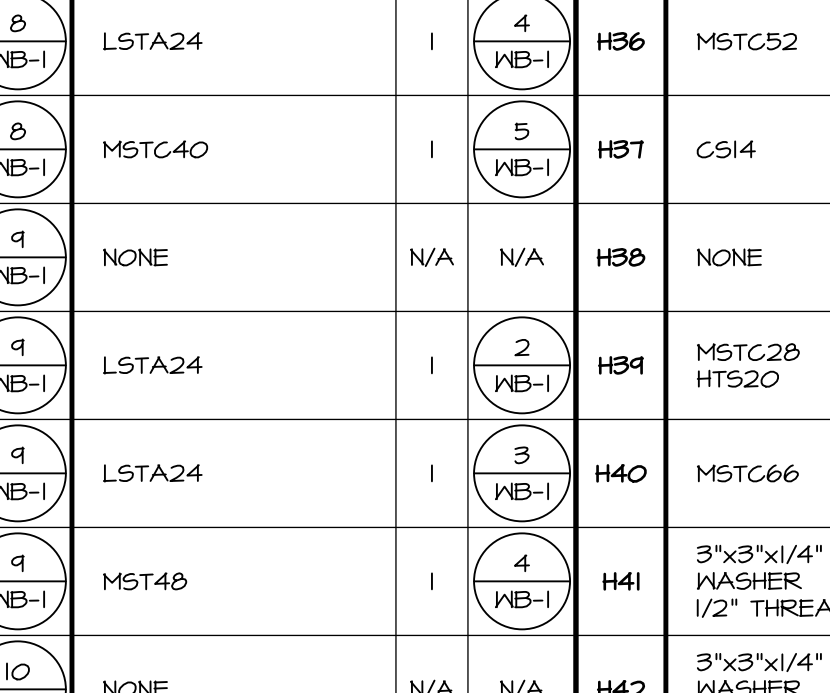 8 LSTA24 1 4 H36 MSTC52
WB-1 WB-1
8 MSTC40 1 5 H37 CS14
WB-1 WB-1
9 NONE N/A N/A H38 NONE
WB-1
9 LSTA24 1 2 H39 MSTC28
WB-1 WB-1 HTS20
9 LSTA24 1 3 H40 MSTC66
WB-1 WB-1
9 MST48 1 4 H41 3"x3"x1/4"
WB-1 WB-1 WASHER
1/2" THREA
10 NONE N/A N/A H42 3"x3"x1/4"
WASHER